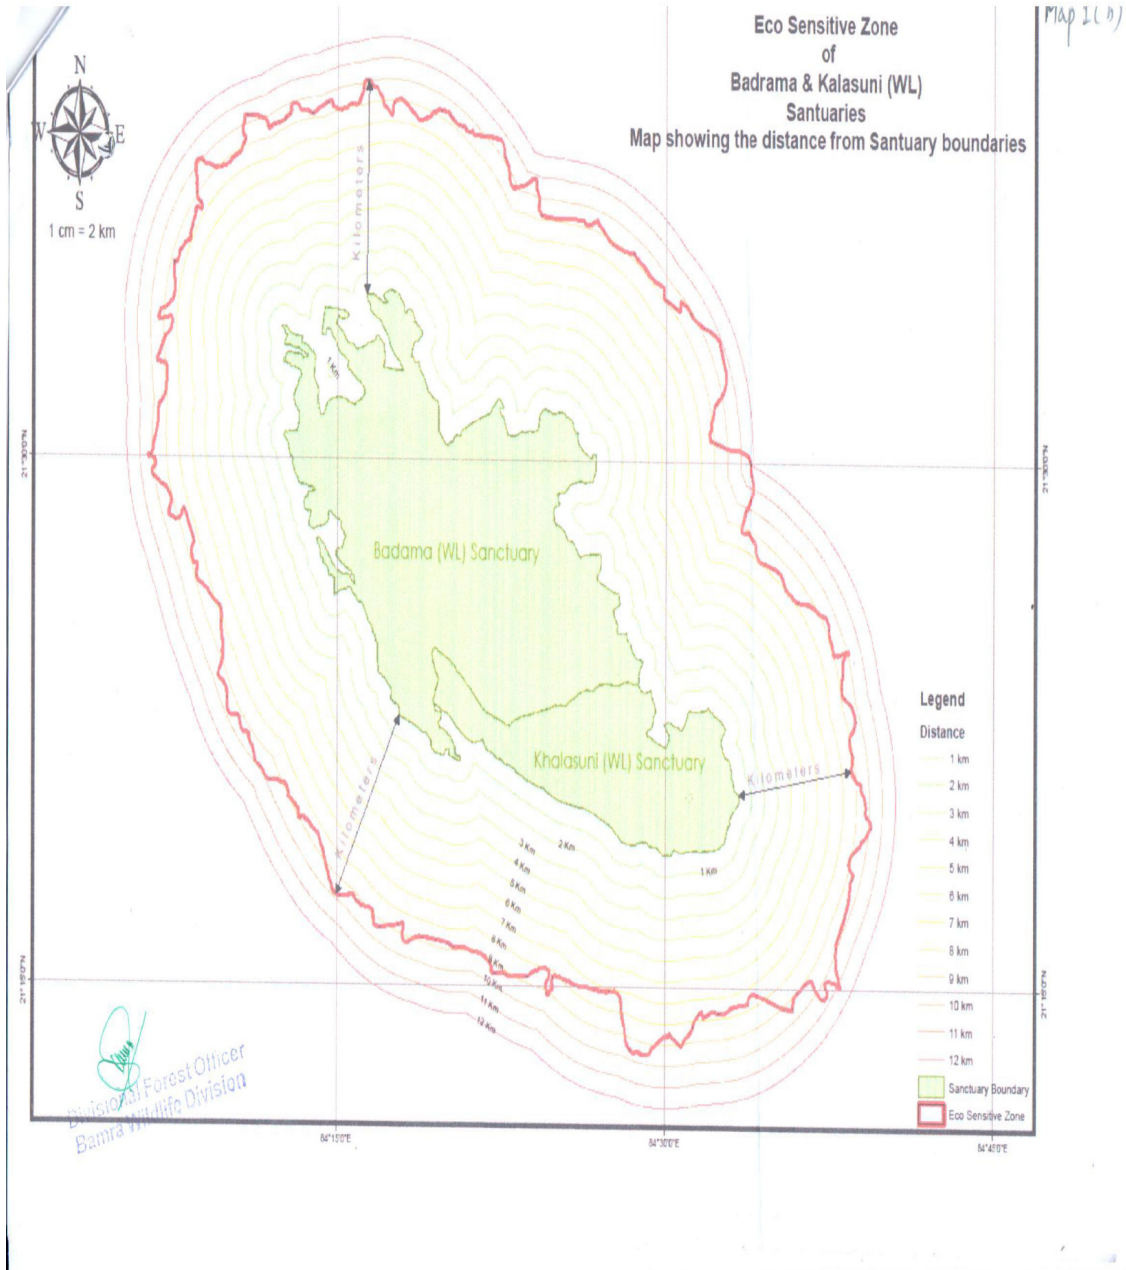 Map I(B)
Eco Sensitive Zone
of
Badrama & Kalasuni (WL)
Santuaries
Map showing the distance from Santuary boundaries
N
W
E
S
1 cm = 2 km
Kilometers
1 Km
21°30'0"N
21°30'0"N
Badama (WL) Sanctuary
Khalasuni (WL) Sanctuary
Kilometers
Kilometers
Legend
Distance
1 km
2 km
3 km
4 km
5 km
6 km
7 km
8 km
9 km
10 km
11 km
12 km
Sanctuary Boundary
Eco Sensitive Zone
1 Km
2 Km
3 Km
4 Km
5 Km
6 Km
7 Km
8 Km
9 Km
10 Km
11 Km
12 Km
21°15'0"N
21°15'0"N
Divisional Forest Officer
Bamra Wildlife Division
84°15'0"E
84°30'0"E
84°45'0"E